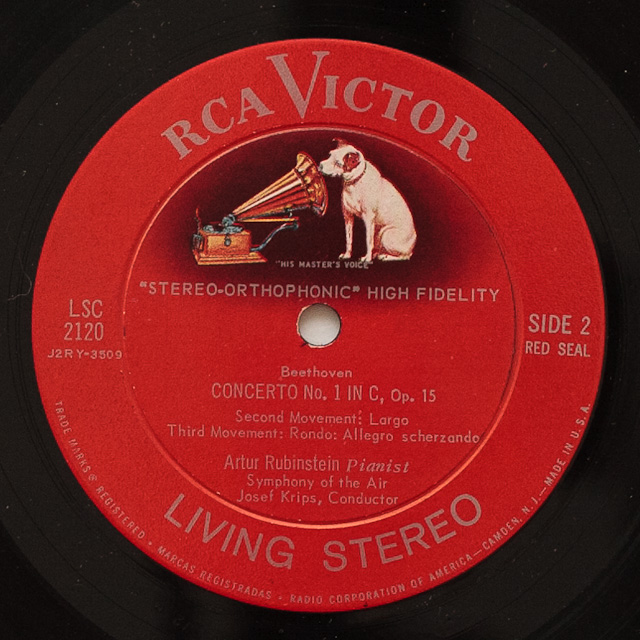 RCA VICTOR
"HIS MASTER'S VOICE"
"STEREO-ORTHOPHONIC" HIGH FIDELITY
LSC
2120
J2RY-3509
SIDE 2
RED SEAL
Beethoven
CONCERTO No. 1 IN C, Op. 15
Second Movement: Largo
Third Movement: Rondo: Allegro scherzando
Artur Rubinstein Pianist
Symphony of the Air
Josef Krips, Conductor
LIVING STEREO
TRADE MARKS ® REGISTERED • MARCAS REGISTRADAS • RADIO CORPORATION OF AMERICA—CAMDEN, N. J.—MADE IN U.S.A.